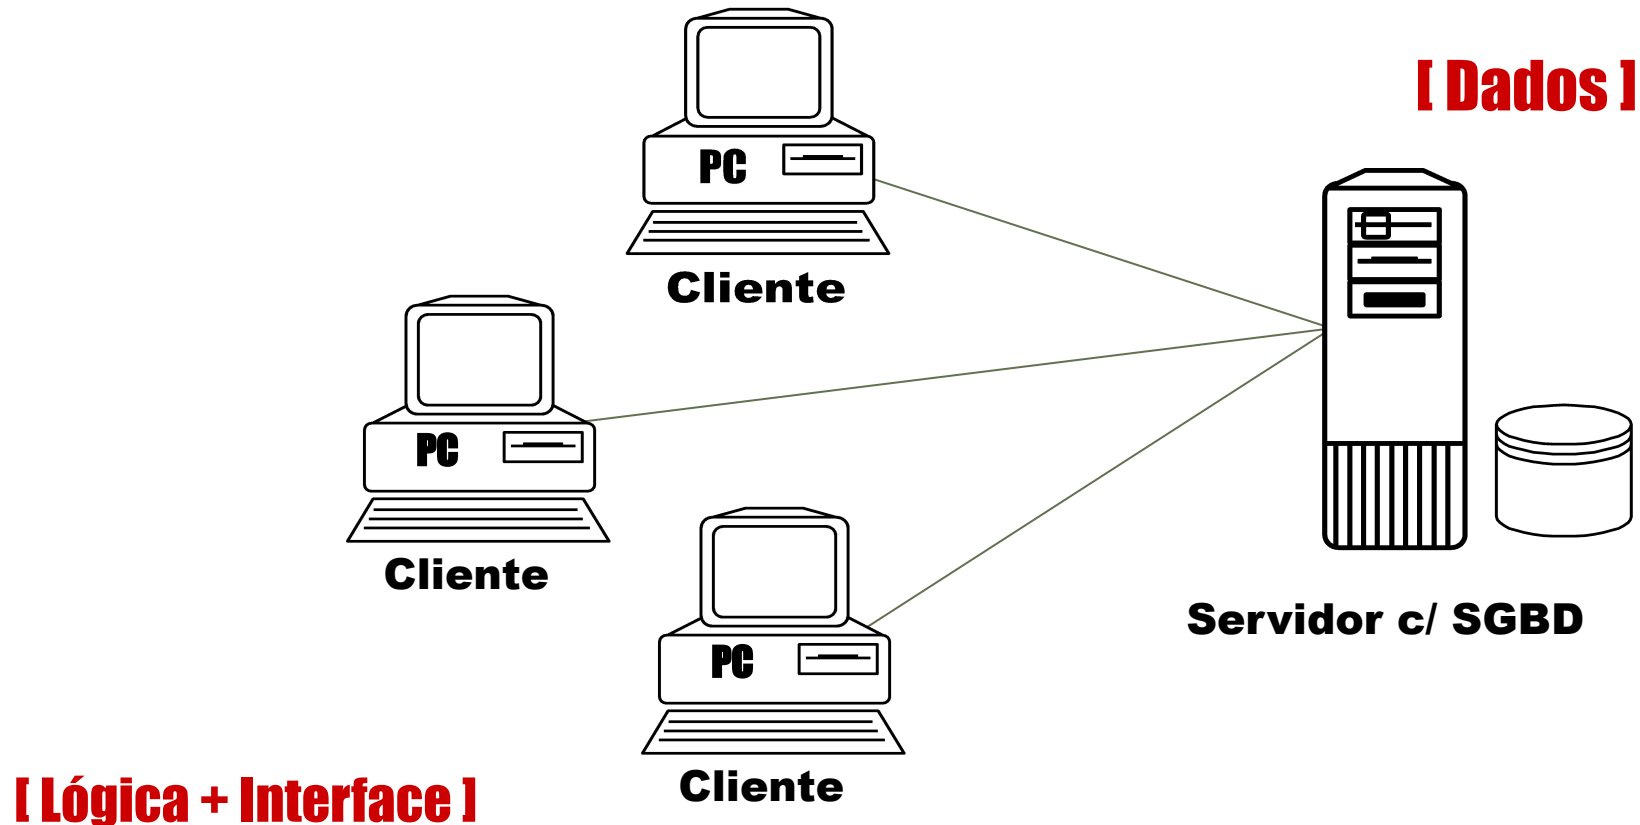 [ Dados ]
PC
Cliente
PC
Cliente
Servidor c/ SGBD
PC
Cliente
[ Lógica + Interface ]